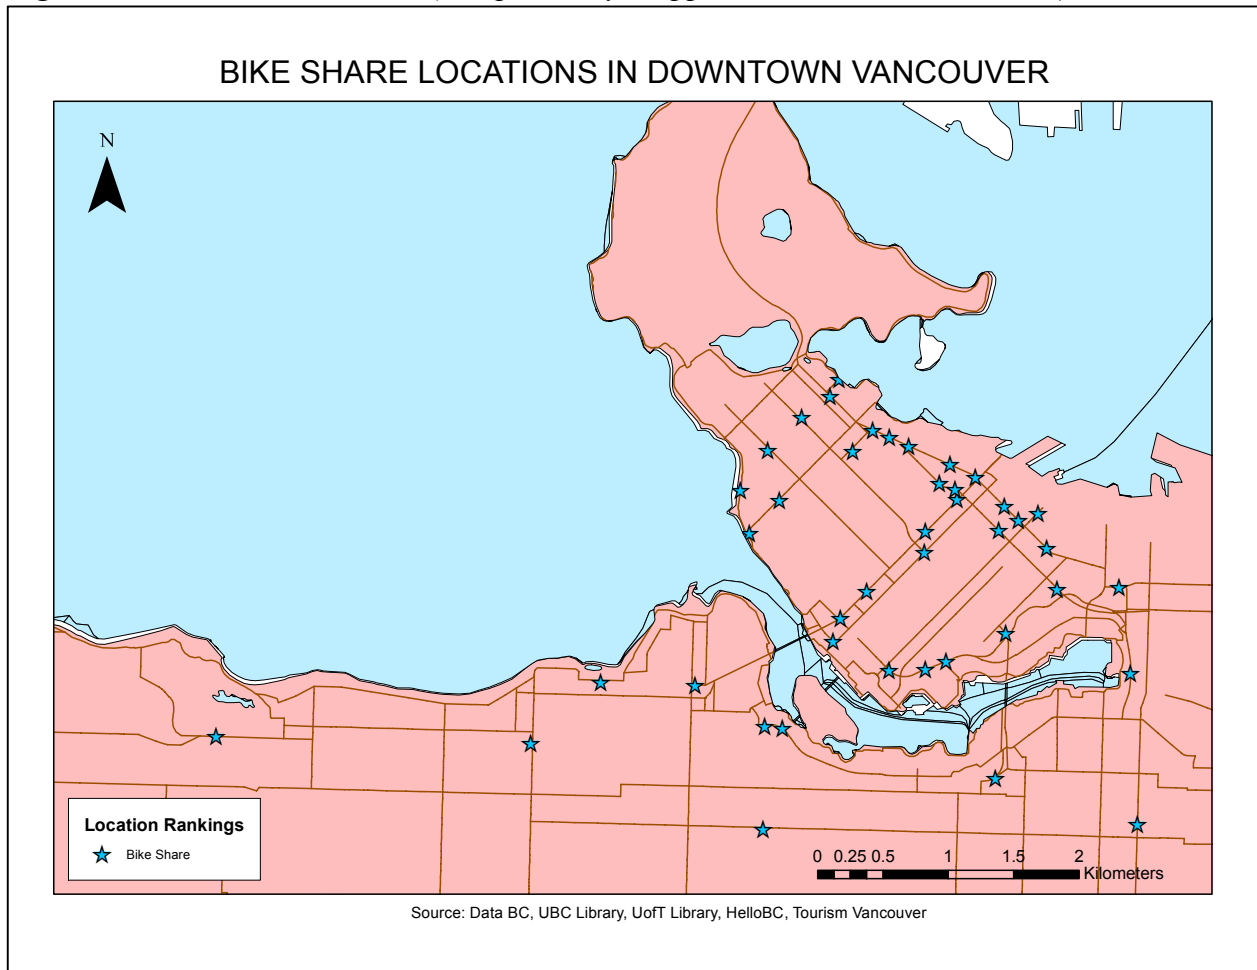 BIKE SHARE LOCATIONS IN DOWNTOWN VANCOUVER
N
Location Rankings
Bike Share
0 0.25 0.5 1 1.5 2
Kilometers
Source: Data BC, UBC Library, UofT Library, HelloBC, Tourism Vancouver